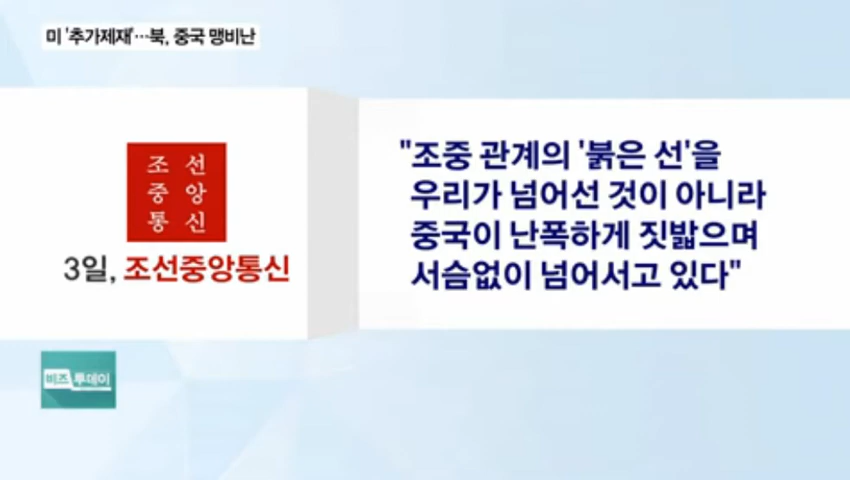 미 '추가제재'…북, 중국 맹비난
조선
중앙
통신
3일, 조선중앙통신
"조중 관계의 '붉은 선'을
우리가 넘어선 것이 아니라
중국이 난폭하게 짓밟으며
서슴없이 넘어서고 있다"
비즈 투데이